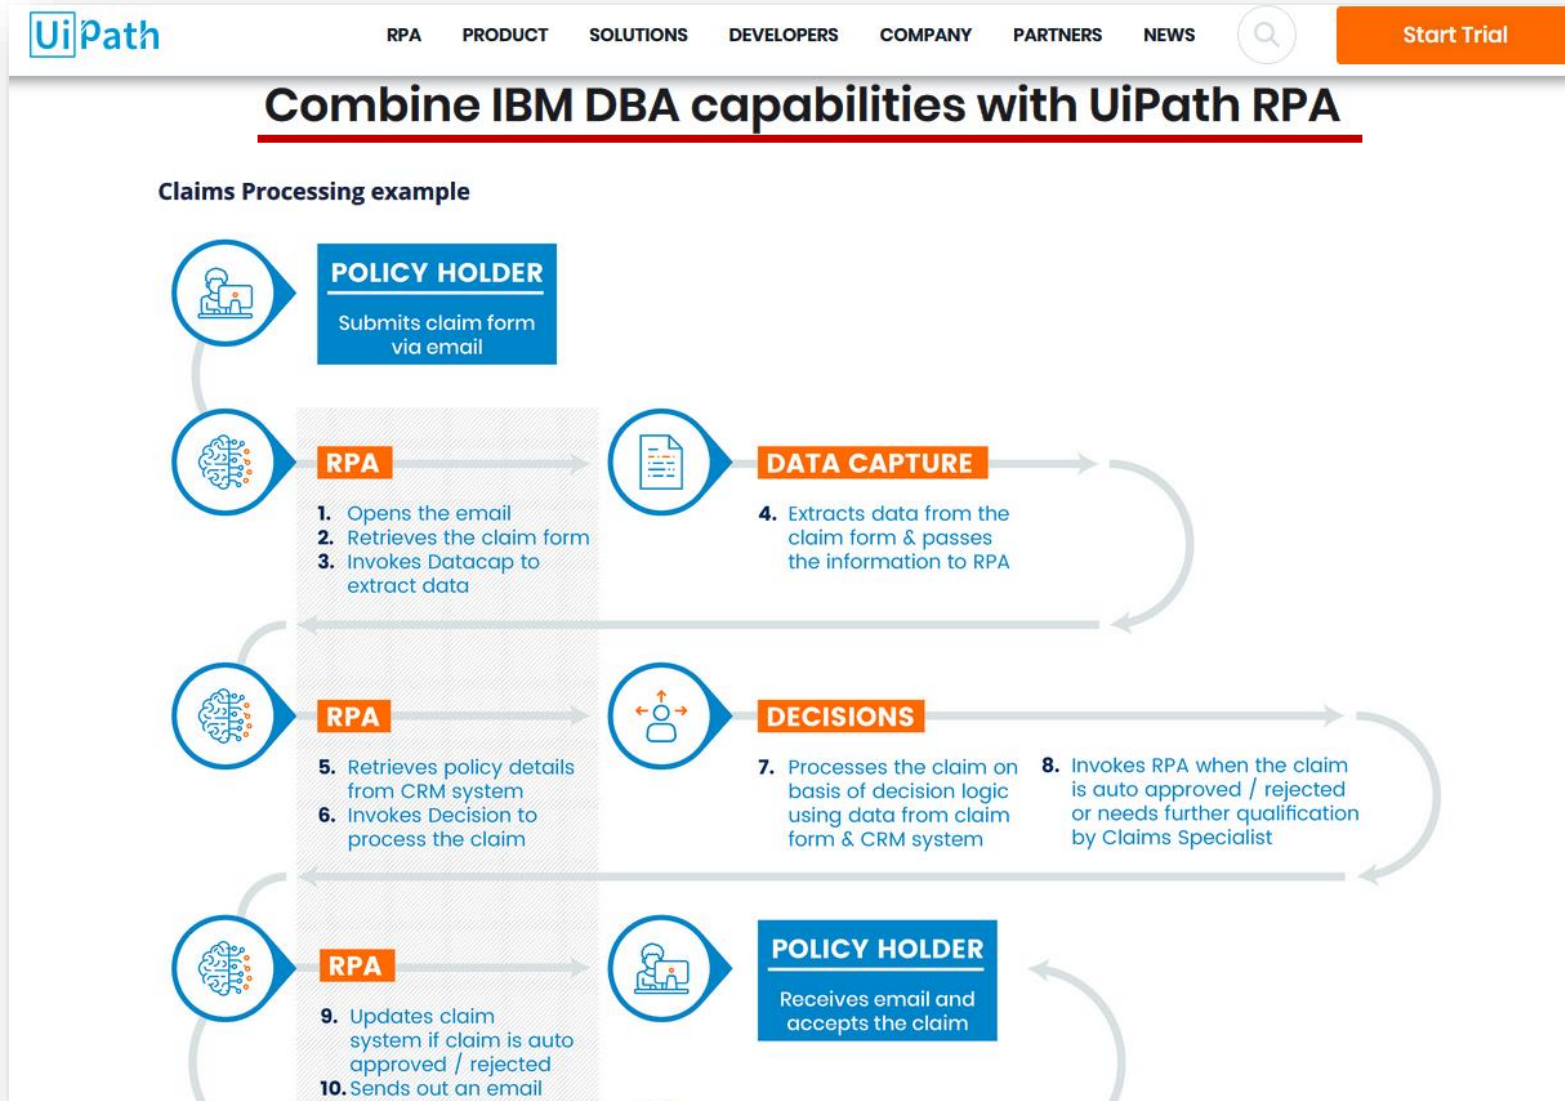 UiPath
RPA PRODUCT SOLUTIONS DEVELOPERS COMPANY PARTNERS NEWS Start Trial
Combine IBM DBA capabilities with UiPath RPA
Claims Processing example
POLICY HOLDER
Submits claim form
via email
RPA
1. Opens the email
2. Retrieves the claim form
3. Invokes Datacap to
extract data
DATA CAPTURE
4. Extracts data from the
claim form & passes
the information to RPA
RPA
5. Retrieves policy details
from CRM system
6. Invokes Decision to
process the claim
DECISIONS
7. Processes the claim on
basis of decision logic
using data from claim
form & CRM system
8. Invokes RPA when the claim
is auto approved / rejected
or needs further qualification
by Claims Specialist
RPA
9. Updates claim
system if claim is auto
approved / rejected
10. Sends out an email
POLICY HOLDER
Receives email and
accepts the claim